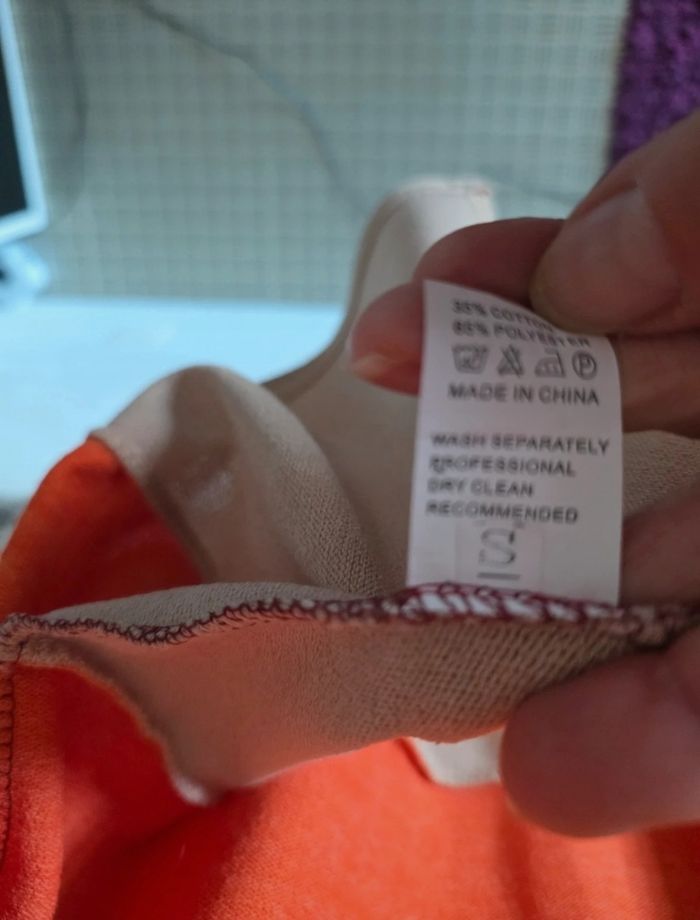 35% COTTON
65% POLYESTER
P
MADE IN CHINA
WASH SEPARATELY
PROFESSIONAL
DRY CLEAN
RECOMMENDED
S